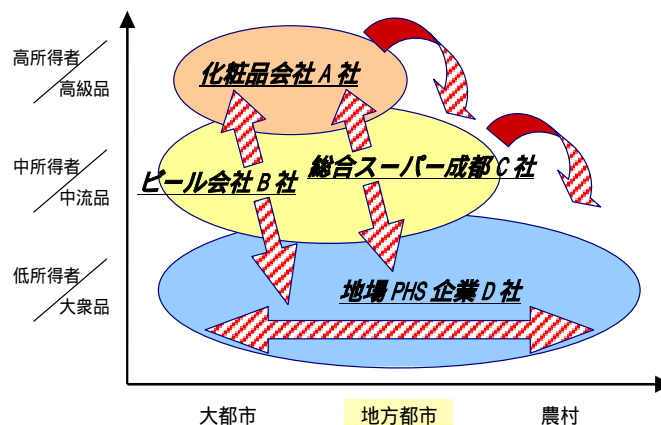 高所得者
高級品
化粧品会社A社
中所得者
中流品
総合スーパー成都C社
ビール会社B社
低所得者
大衆品
地場PHS企業D社
大都市
地方都市
農村